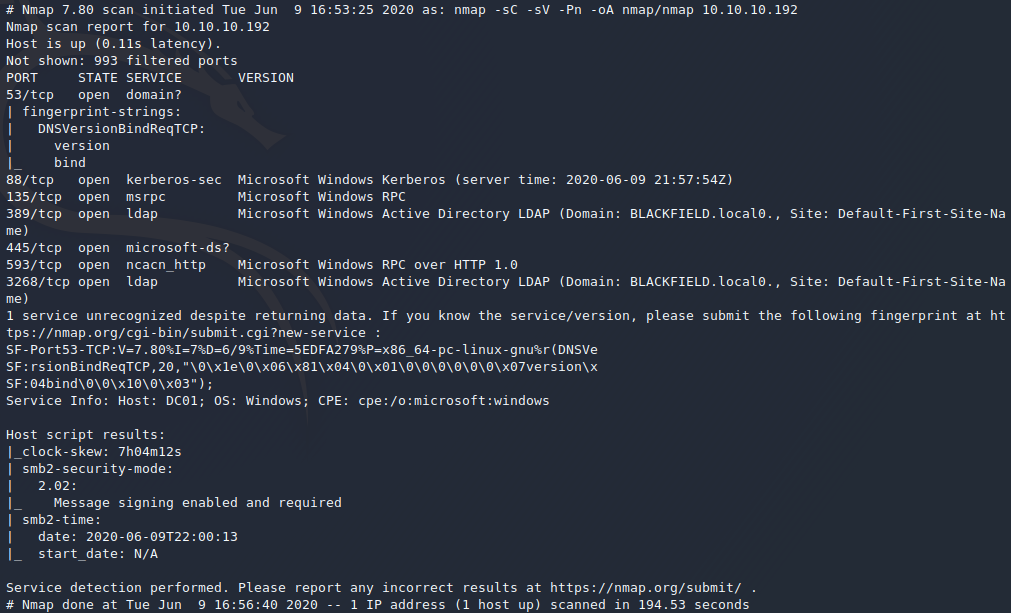 # Nmap 7.80 scan initiated Tue Jun  9 16:53:25 2020 as: nmap -sC -sV -Pn -oA nmap/nmap 10.10.10.192
Nmap scan report for 10.10.10.192
Host is up (0.11s latency).
Not shown: 993 filtered ports
PORT     STATE SERVICE       VERSION
53/tcp   open  domain?
| fingerprint-strings:
|   DNSVersionBindReqTCP:
|     version
|_    bind
88/tcp   open  kerberos-sec  Microsoft Windows Kerberos (server time: 2020-06-09 21:57:54Z)
135/tcp  open  msrpc         Microsoft Windows RPC
389/tcp  open  ldap          Microsoft Windows Active Directory LDAP (Domain: BLACKFIELD.local0., Site: Default-First-Site-Na
me)
445/tcp  open  microsoft-ds?
593/tcp  open  ncacn_http    Microsoft Windows RPC over HTTP 1.0
3268/tcp open  ldap          Microsoft Windows Active Directory LDAP (Domain: BLACKFIELD.local0., Site: Default-First-Site-Na
me)
1 service unrecognized despite returning data. If you know the service/version, please submit the following fingerprint at ht
tps://nmap.org/cgi-bin/submit.cgi?new-service :
SF-Port53-TCP:V=7.80%I=7%D=6/9%Time=5EDFA279%P=x86_64-pc-linux-gnu%r(DNSVe
SF:rsionBindReqTCP,20,"\0\x1e\0\x06\x81\x04\0\x01\0\0\0\0\0\0\x07version\x
SF:04bind\0\0\x10\0\x03");
Service Info: Host: DC01; OS: Windows; CPE: cpe:/o:microsoft:windows

Host script results:
|_clock-skew: 7h04m12s
| smb2-security-mode:
|   2.02:
|_    Message signing enabled and required
| smb2-time:
|   date: 2020-06-09T22:00:13
|_  start_date: N/A

Service detection performed. Please report any incorrect results at https://nmap.org/submit/ .
# Nmap done at Tue Jun  9 16:56:40 2020 -- 1 IP address (1 host up) scanned in 194.53 seconds